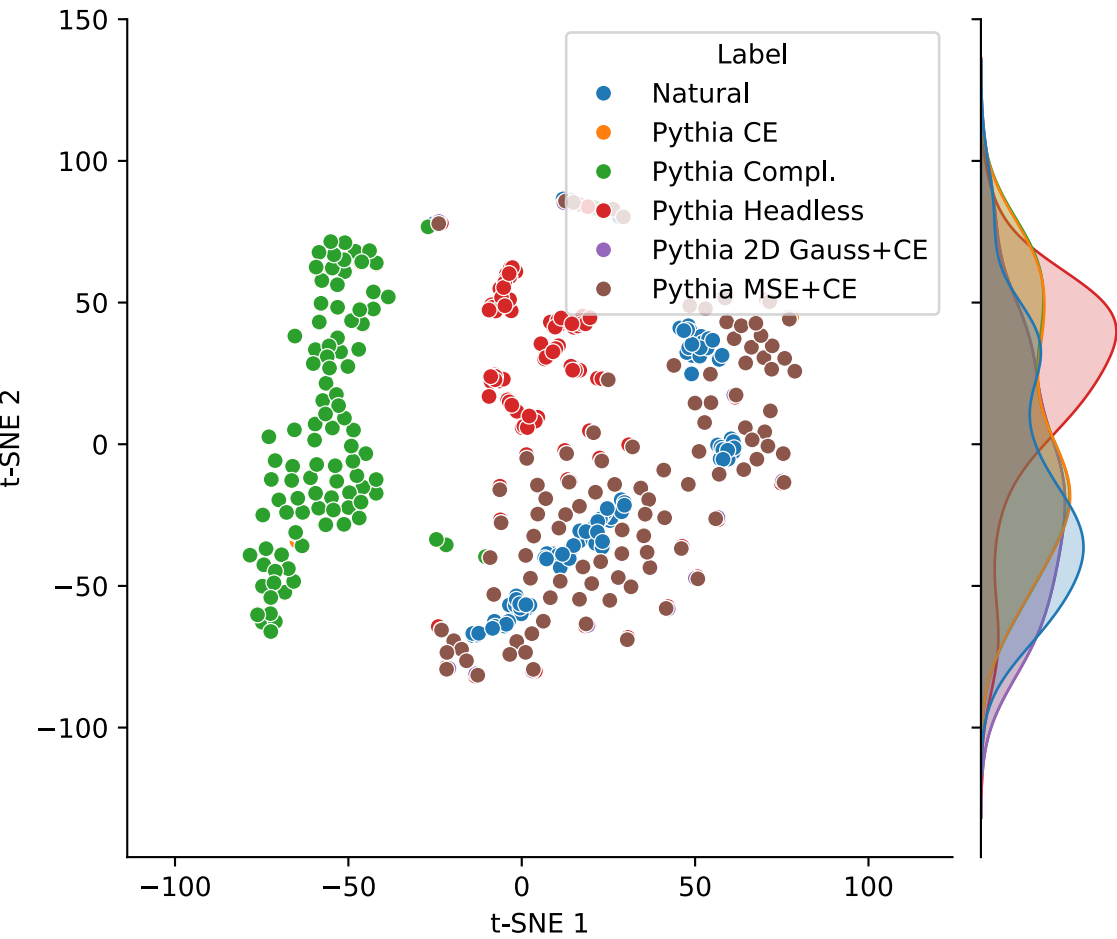 150
100
50
0
−50
−100
t-SNE 2
Label
Natural
Pythia CE
Pythia Compl.
Pythia Headless
Pythia 2D Gauss+CE
Pythia MSE+CE
−100
−50
0
50
100
t-SNE 1